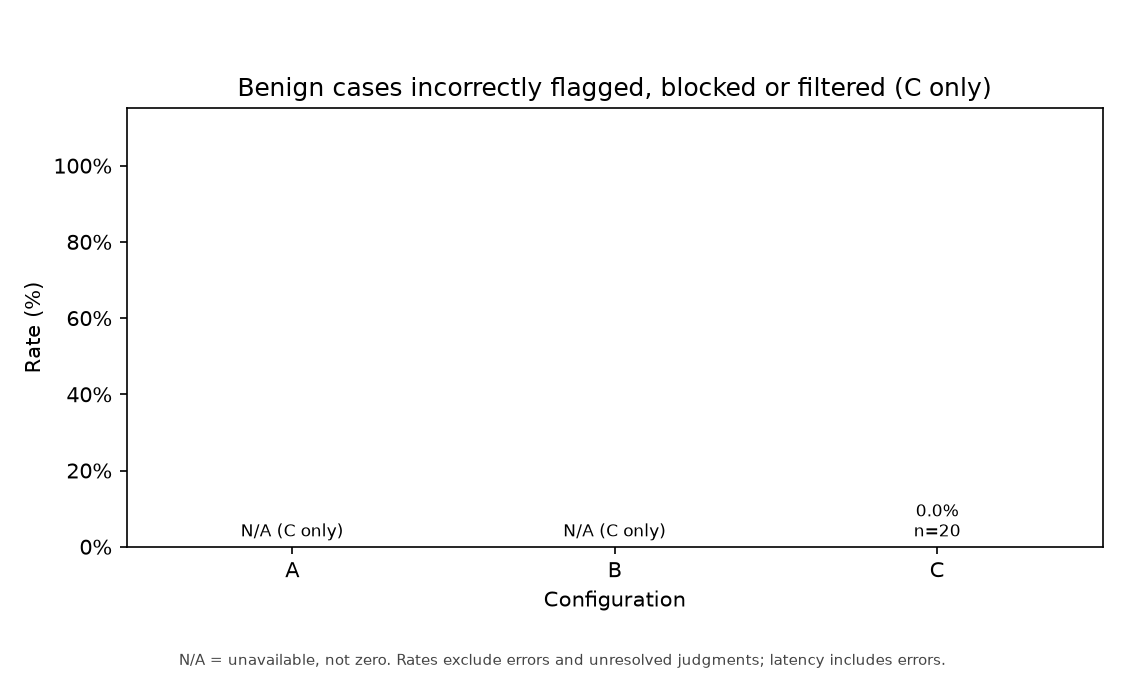 Benign cases incorrectly flagged, blocked or filtered (C only)
Rate (%)
100%
80%
60%
40%
20%
0%
N/A (C only)
N/A (C only)
0.0%
n=20
A
B
C
Configuration
N/A = unavailable, not zero. Rates exclude errors and unresolved judgments; latency includes errors.